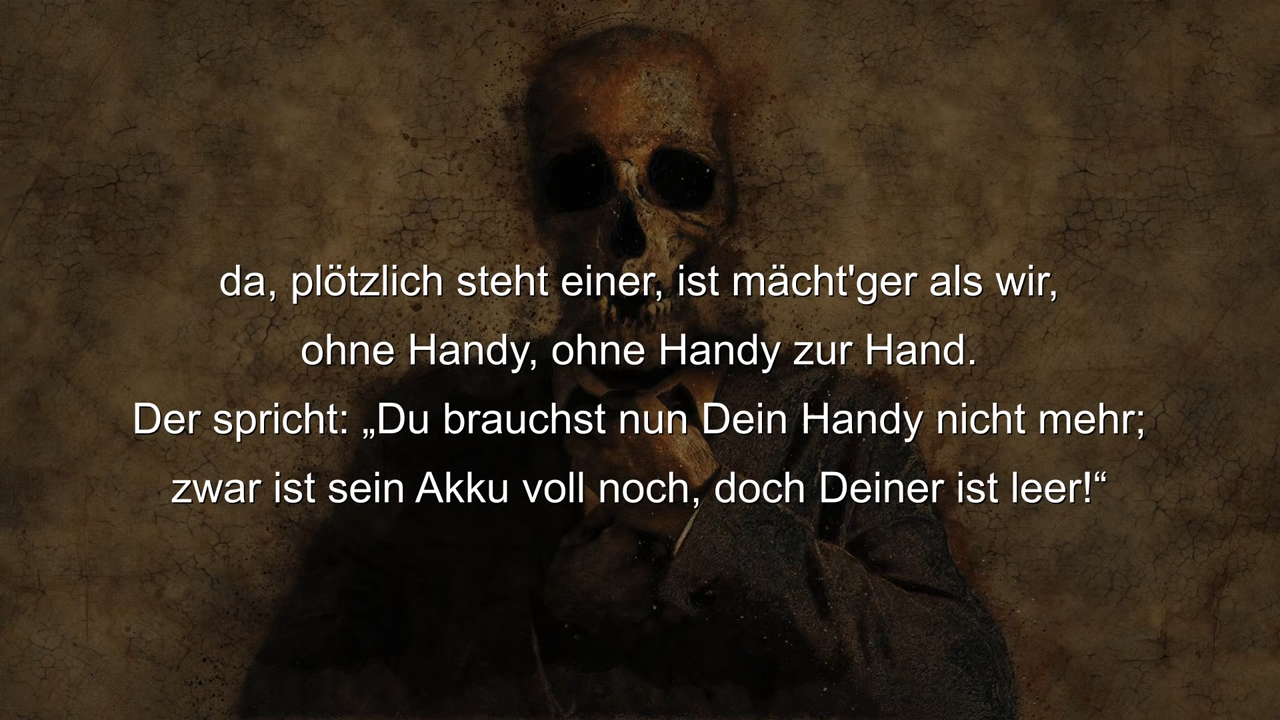 da, plötzlich steht einer, ist mächt'ger als wir,
ohne Handy, ohne Handy zur Hand.
Der spricht: „Du brauchst nun Dein Handy nicht mehr;
zwar ist sein Akku voll noch, doch Deiner ist leer!“